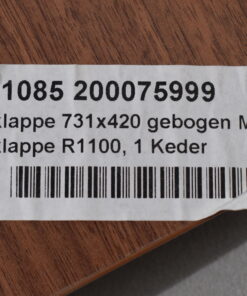 1085 200075999
klappe 731x420 gebogen M
klappe R1100, 1 Keder